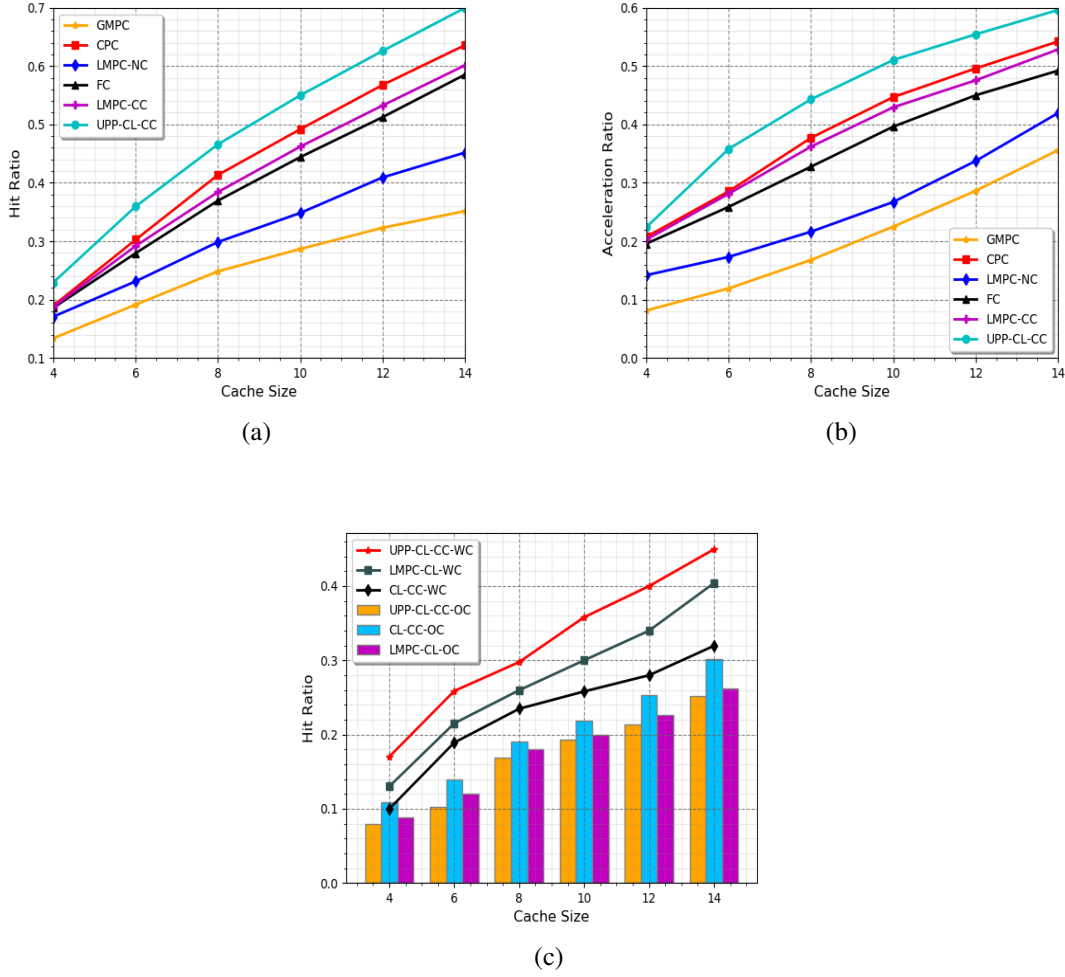 0.7
0.6
0.5
0.4
0.3
0.2
0.1
Hit Ratio
GMPC
CPC
LMPC-NC
FC
LMPC-CC
UPP-CL-CC
4 6 8 10 12 14
Cache Size
(a)
0.6
0.5
0.4
0.3
0.2
0.1
0.0
Acceleration Ratio
GMPC
CPC
LMPC-NC
FC
LMPC-CC
UPP-CL-CC
4 6 8 10 12 14
Cache Size
(b)
0.4
0.3
0.2
0.1
0.0
Hit Ratio
UPP-CL-CC-WC
LMPC-CL-WC
CL-CC-WC
UPP-CL-CC-OC
CL-CC-OC
LMPC-CL-OC
4 6 8 10 12 14
Cache Size
(c)